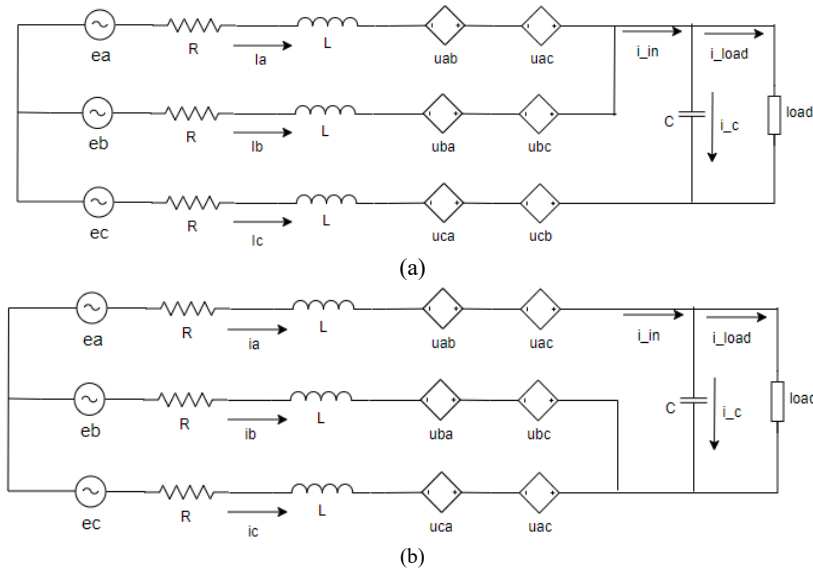 ea R Ia L uab uac i_in i_load
eb R Ib L uba ubc C i_c load
ec R Ic L uca ucb
(a)
ea R ia L uab uac i_in i_load
eb R ib L uba ubc C i_c load
ec R ic L uca uac
(b)